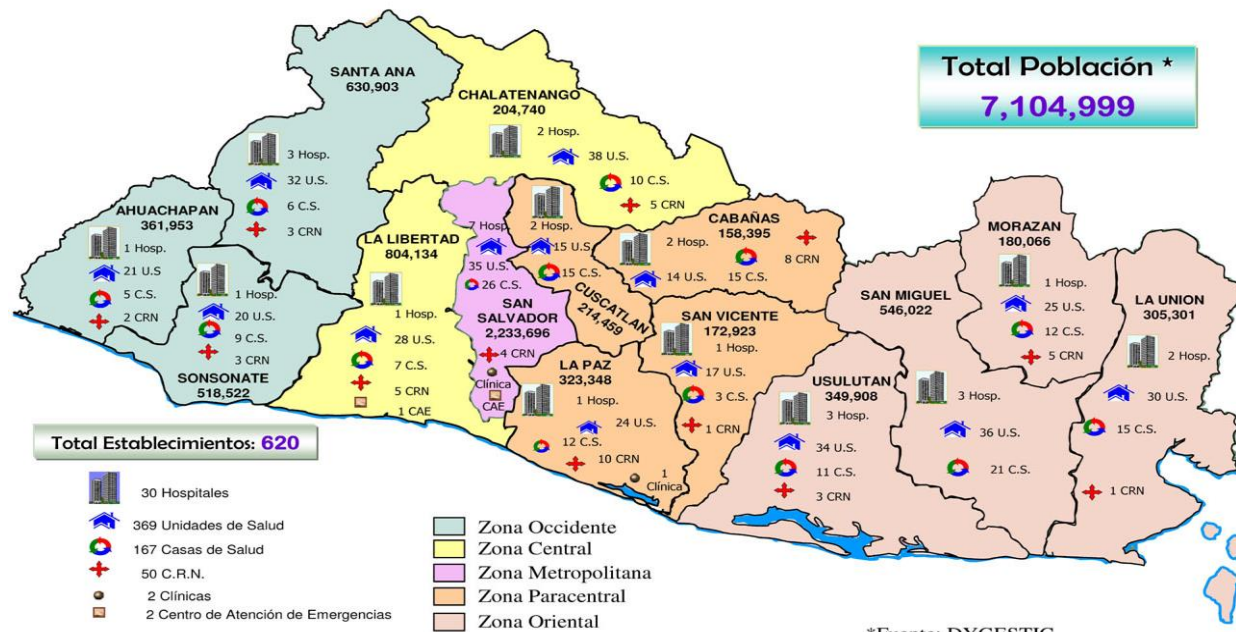 Total Población *
7,104,999
SANTA ANA
630,903
3 Hosp.
32 U.S.
6 C.S.
3 CRN
CHALATENANGO
204,740
2 Hosp.
38 U.S.
10 C.S.
5 CRN
AHUACHAPAN
361,953
1 Hosp.
21 U.S
5 C.S.
2 CRN
1 Hosp.
20 U.S.
9 C.S.
3 CRN
SONSONATE
518,522
LA LIBERTAD
804,134
1 Hosp.
28 U.S.
7 C.S.
5 CRN
1 CAE
7 Hosp.
35 U.S.
26 C.S.
SAN
SALVADOR
2,233,696
4 CRN
Clínica
CAE
2 Hosp.
15 U.S.
15 C.S.
CUSCATLAN
214,459
CABAÑAS
158,395
2 Hosp.
8 CRN
14 U.S.
15 C.S.
SAN VICENTE
172,923
1 Hosp.
17 U.S.
3 C.S.
1 CRN
LA PAZ
323,348
1 Hosp.
24 U.S.
12 C.S.
10 CRN
1
Clínica
USULUTAN
349,908
3 Hosp.
34 U.S.
11 C.S.
3 CRN
SAN MIGUEL
546,022
3 Hosp.
36 U.S.
21 C.S.
MORAZAN
180,066
1 Hosp.
25 U.S.
12 C.S.
5 CRN
LA UNION
305,301
2 Hosp.
30 U.S.
15 C.S.
1 CRN
Total Establecimientos: 620
30 Hospitales
369 Unidades de Salud
167 Casas de Salud
50 C.R.N.
2 Clínicas
2 Centro de Atención de Emergencias
Zona Occidente
Zona Central
Zona Metropolitana
Zona Paracentral
Zona Oriental